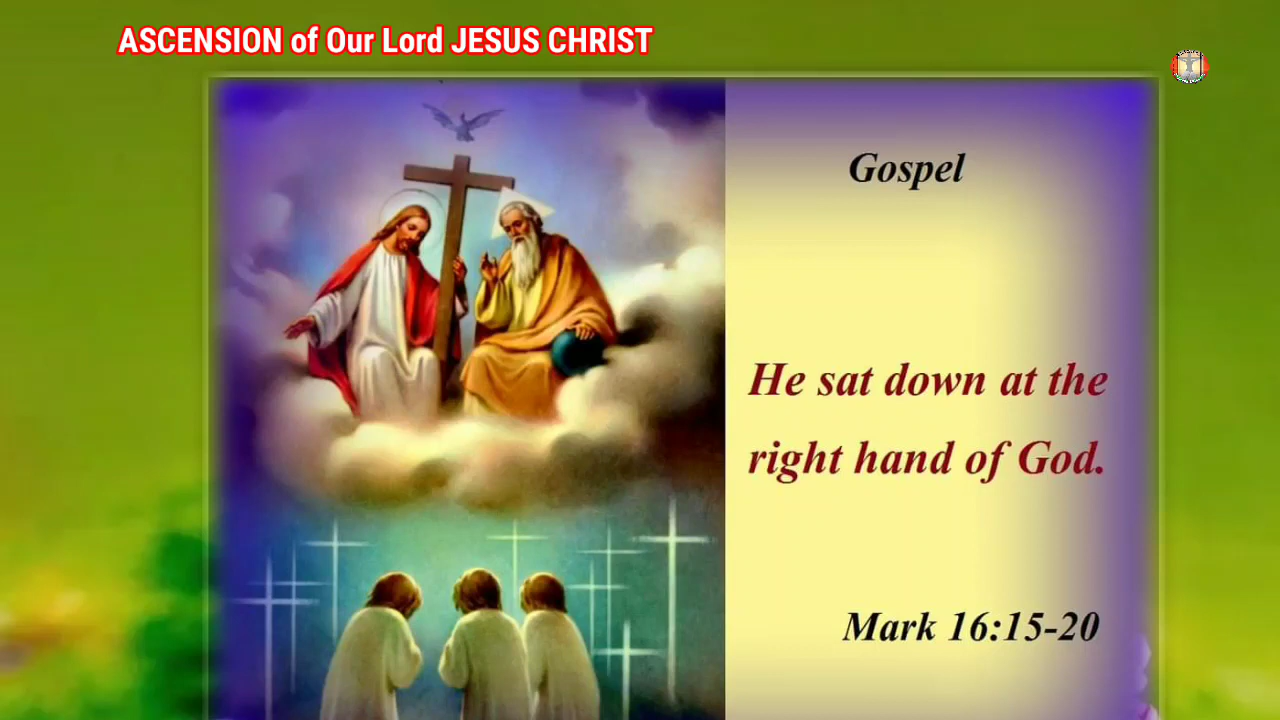 ASCENSION of Our Lord JESUS CHRIST
Gospel
He sat down at the
right hand of God.
Mark 16:15-20